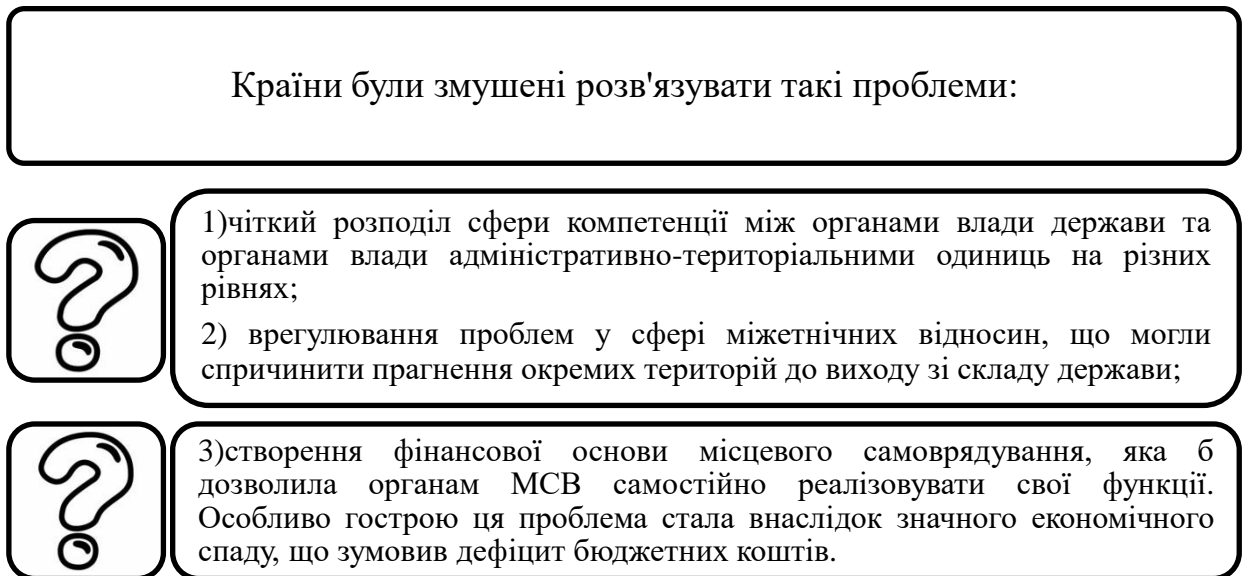 Країни були змушені розв'язувати такі проблеми:
1)чіткий розподіл сфери компетенції між органами влади держави та
органами влади адміністративно-територіальними одиниць на різних
рівнях;
2) врегулювання проблем у сфері міжетнічних відносин, що могли
спричинити прагнення окремих територій до виходу зі складу держави;
3)створення фінансової основи місцевого самоврядування, яка б
дозволила органам МСВ самостійно реалізовувати свої функції.
Особливо гострою ця проблема стала внаслідок значного економічного
спаду, що зумовив дефіцит бюджетних коштів.